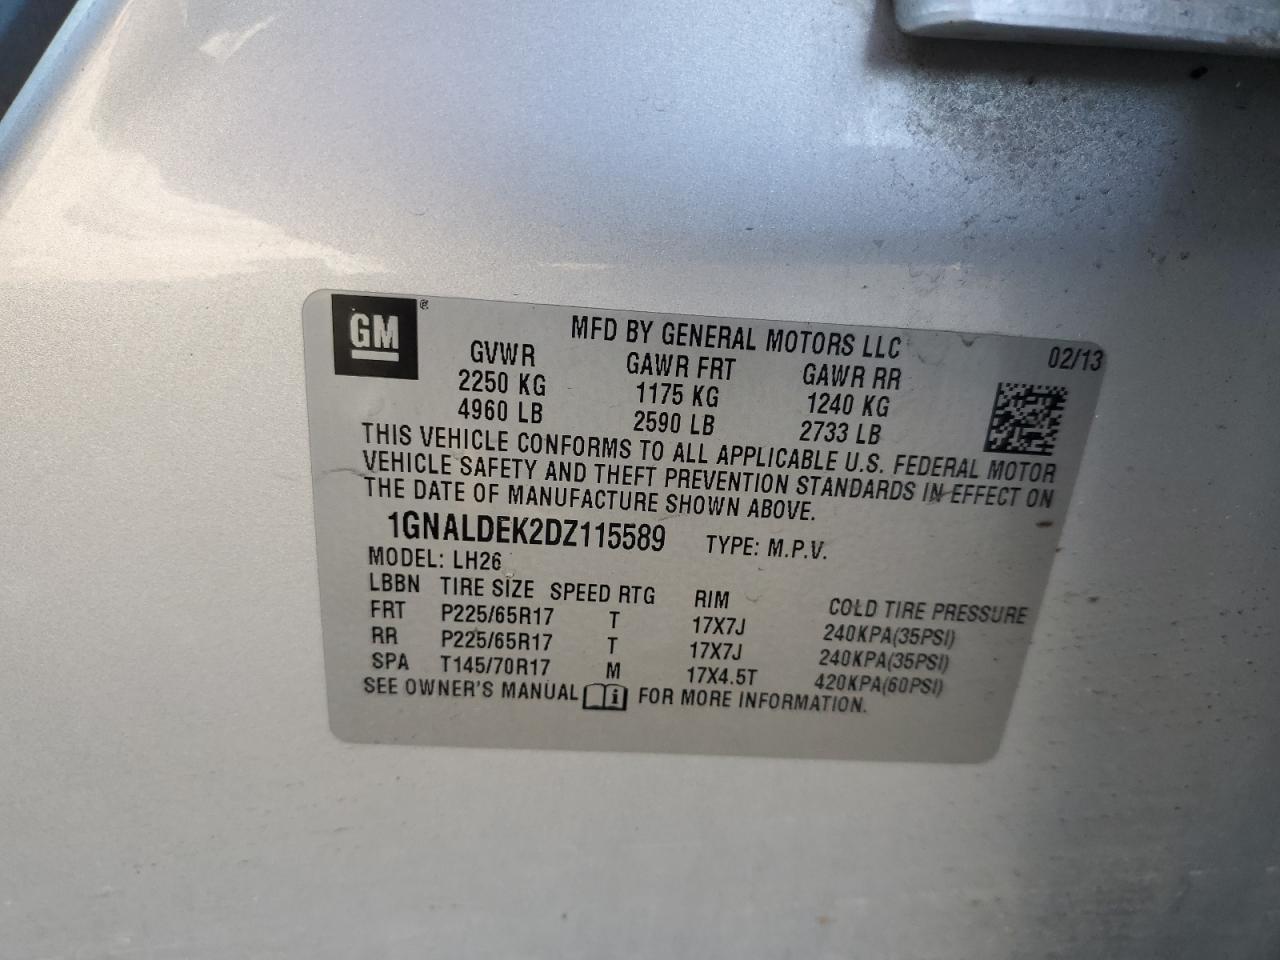 GM ®
MFD BY GENERAL MOTORS LLC 02/13
GVWR GAWR FRT GAWR RR
2250 KG 1175 KG 1240 KG
4960 LB 2590 LB 2733 LB
THIS VEHICLE CONFORMS TO ALL APPLICABLE U.S. FEDERAL MOTOR
VEHICLE SAFETY AND THEFT PREVENTION STANDARDS IN EFFECT ON
THE DATE OF MANUFACTURE SHOWN ABOVE.
1GNALDEK2DZ115589 TYPE: M.P.V.
MODEL: LH26
LBBN TIRE SIZE SPEED RTG RIM COLD TIRE PRESSURE
FRT P225/65R17 T 17X7J 240KPA(35PSI)
RR P225/65R17 T 17X7J 240KPA(35PSI)
SPA T145/70R17 M 17X4.5T 420KPA(60PSI)
SEE OWNER'S MANUAL i FOR MORE INFORMATION.